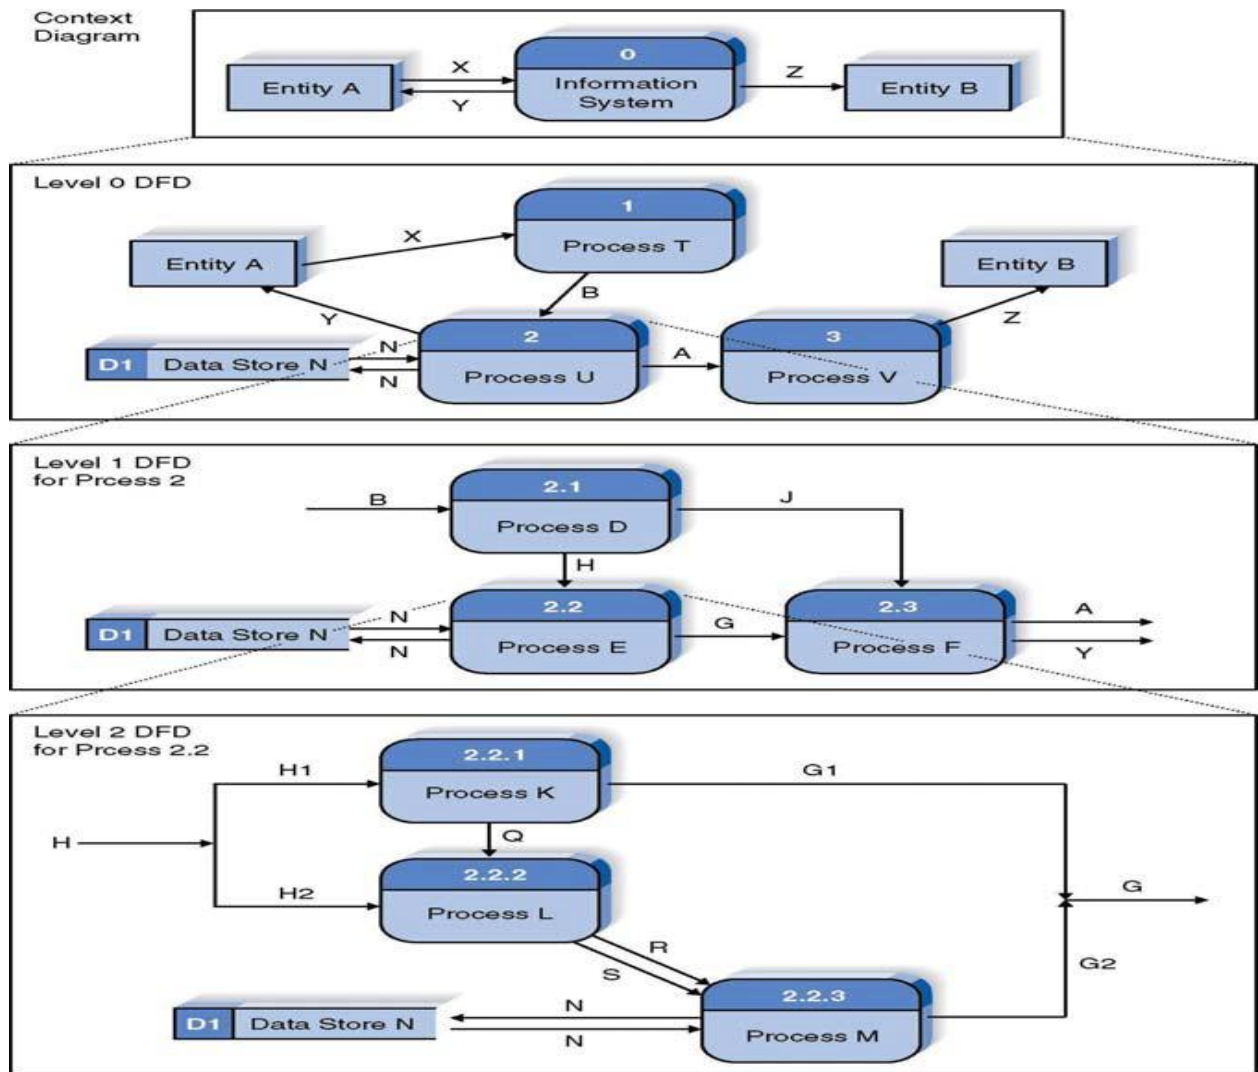 Context
Diagram
0
Information
System
Entity A
X
Y
Z
Entity B
Level 0 DFD
1
Process T
Entity A
X
Entity B
B
Y
Z
D1 Data Store N
N
N
2
Process U
A
3
Process V
Level 1 DFD
for Prcess 2
B
2.1
Process D
J
H
D1 Data Store N
N
N
2.2
Process E
G
2.3
Process F
A
Y
Level 2 DFD
for Prcess 2.2
H
H1
2.2.1
Process K
G1
Q
H2
2.2.2
Process L
G
R
S
G2
D1 Data Store N
N
N
2.2.3
Process M